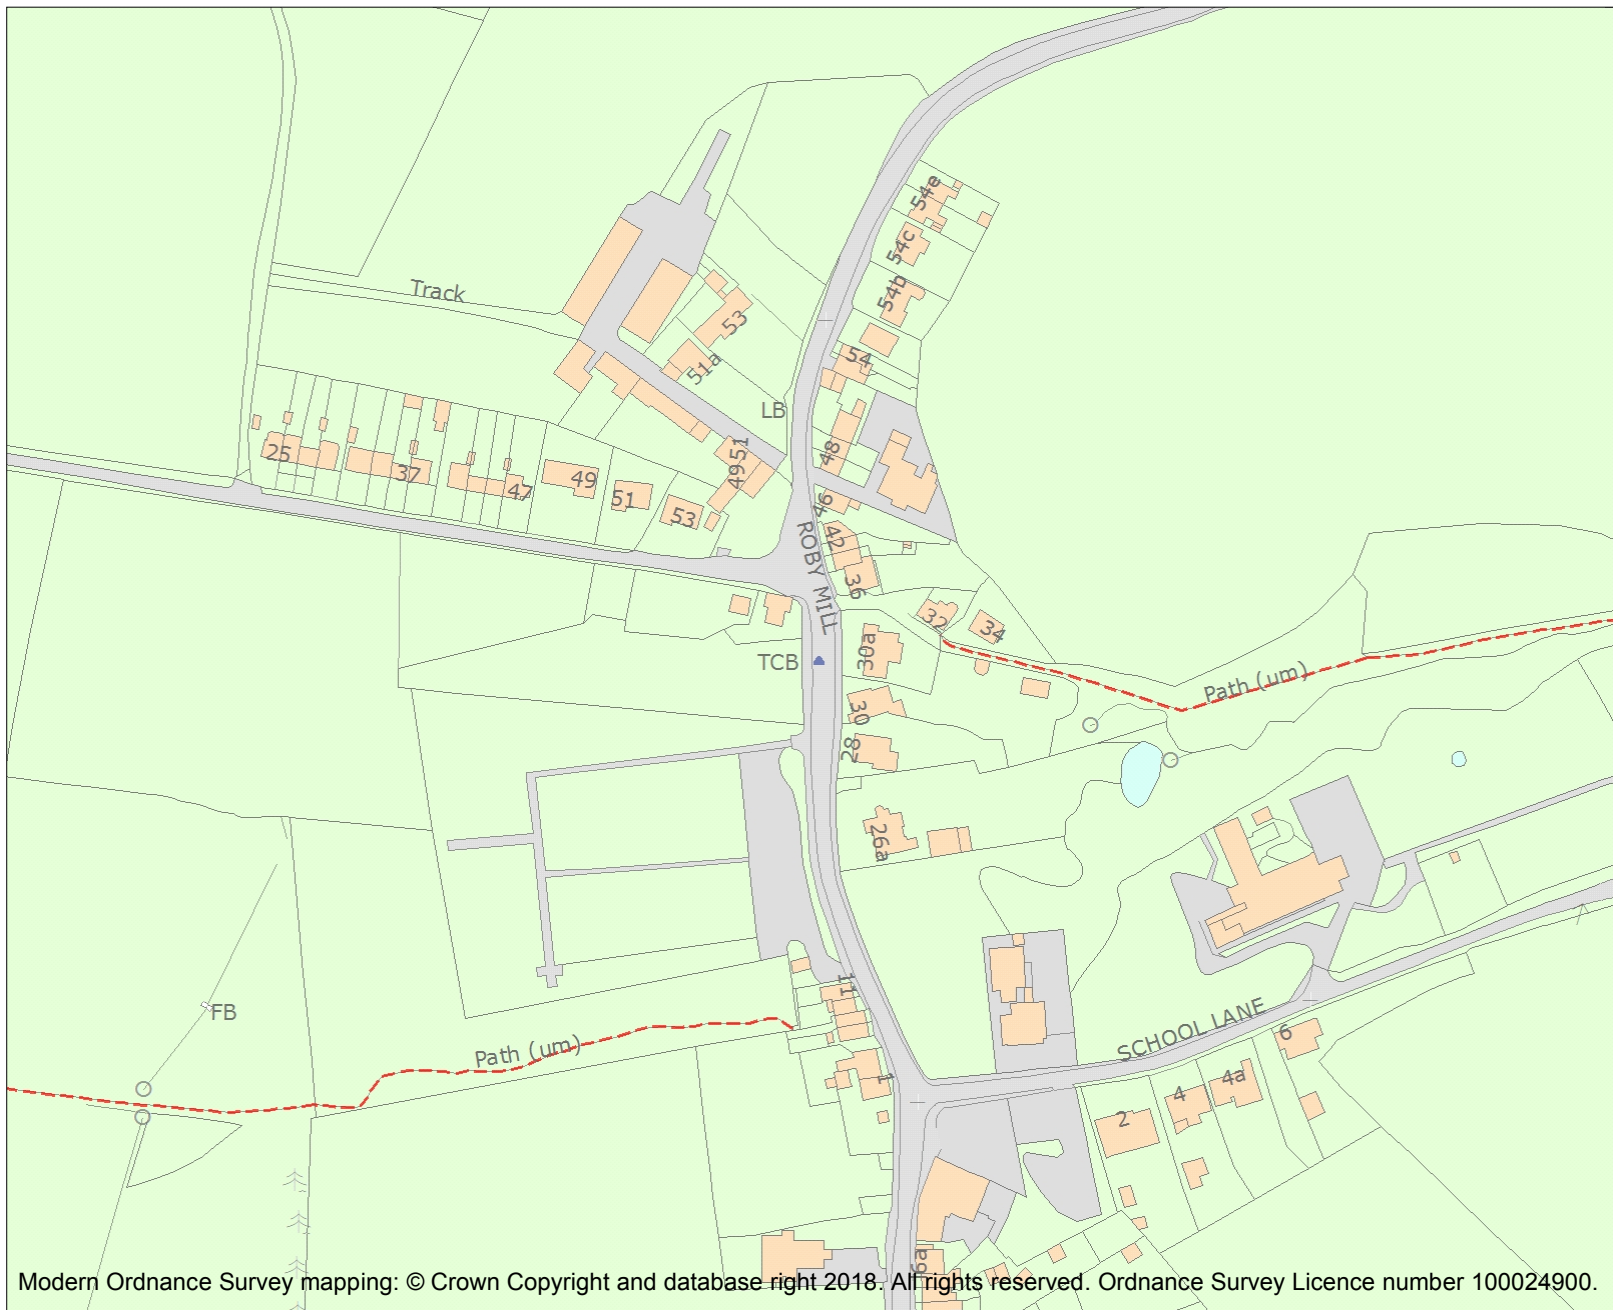 54e
54c
Track
54b
53
54
51a
LB
25
37
47
49
51
53
4951
48
46
42
36
ROBY MILL
32
34
30a
TCB
Path (um)
30
28
26a
11
FB
Path (um)
SCHOOL LANE
6
1
4a
4
2
16a
Modern Ordnance Survey mapping: © Crown Copyright and database right 2018. All rights reserved. Ordnance Survey Licence number 100024900.